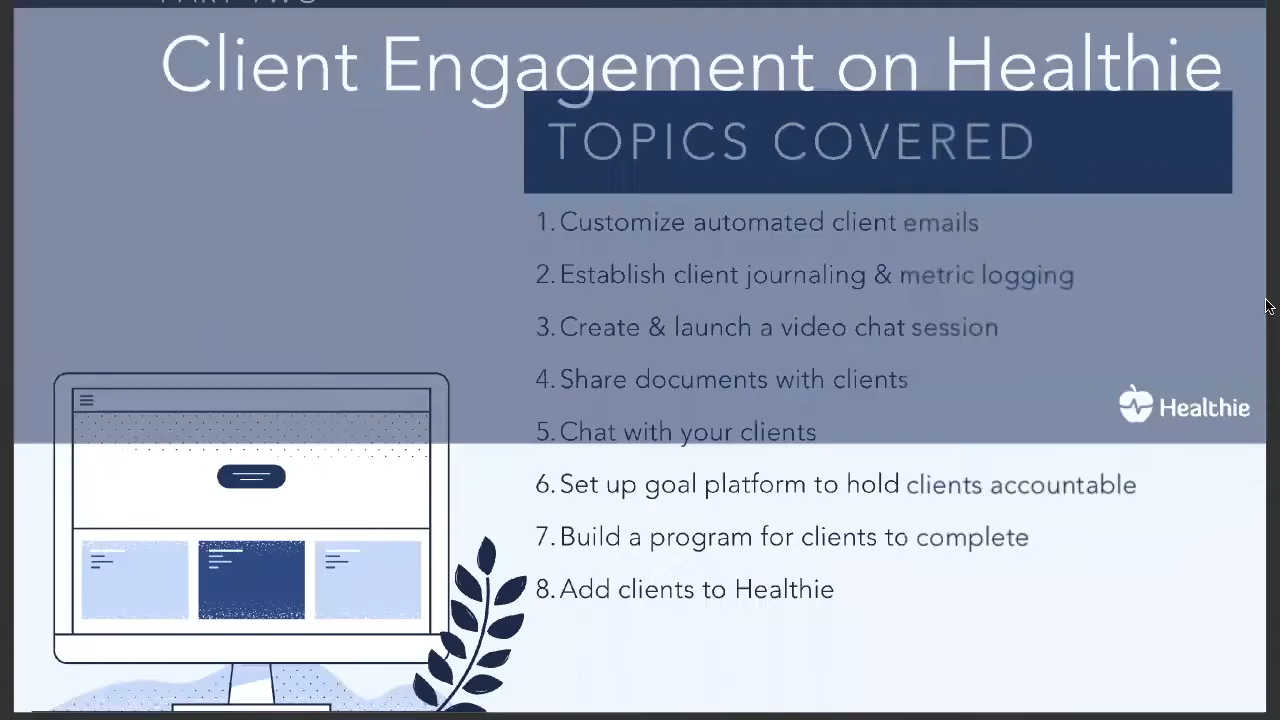 PART TWO
Client Engagement on Healthie
TOPICS COVERED
1. Customize automated client emails
2. Establish client journaling & metric logging
3. Create & launch a video chat session
4. Share documents with clients
Healthie
5. Chat with your clients
6. Set up goal platform to hold clients accountable
7. Build a program for clients to complete
8. Add clients to Healthie